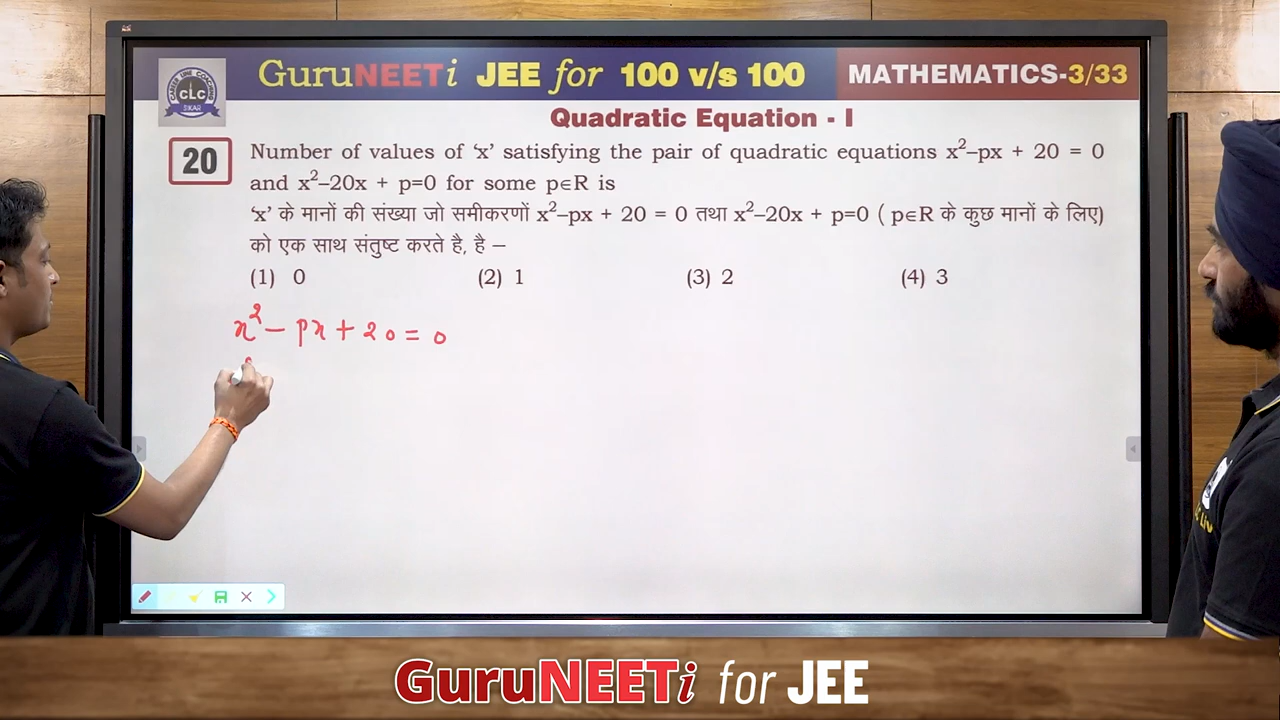 GuruNEETi JEE for 100 v/s 100
MATHEMATICS-3/33
CLC
SIKAR
Quadratic Equation - I
20
Number of values of ‘x’ satisfying the pair of quadratic equations x²–px + 20 = 0
and x²–20x + p=0 for some p∈R is
‘x’ के मानों की संख्या जो समीकरणों x²–px + 20 = 0 तथा x²–20x + p=0 ( p∈R के कुछ मानों के लिए)
को एक साथ संतुष्ट करते है, है –
(1) 0 (2) 1 (3) 2 (4) 3
x² – px + 20 = 0
GuruNEETi for JEE